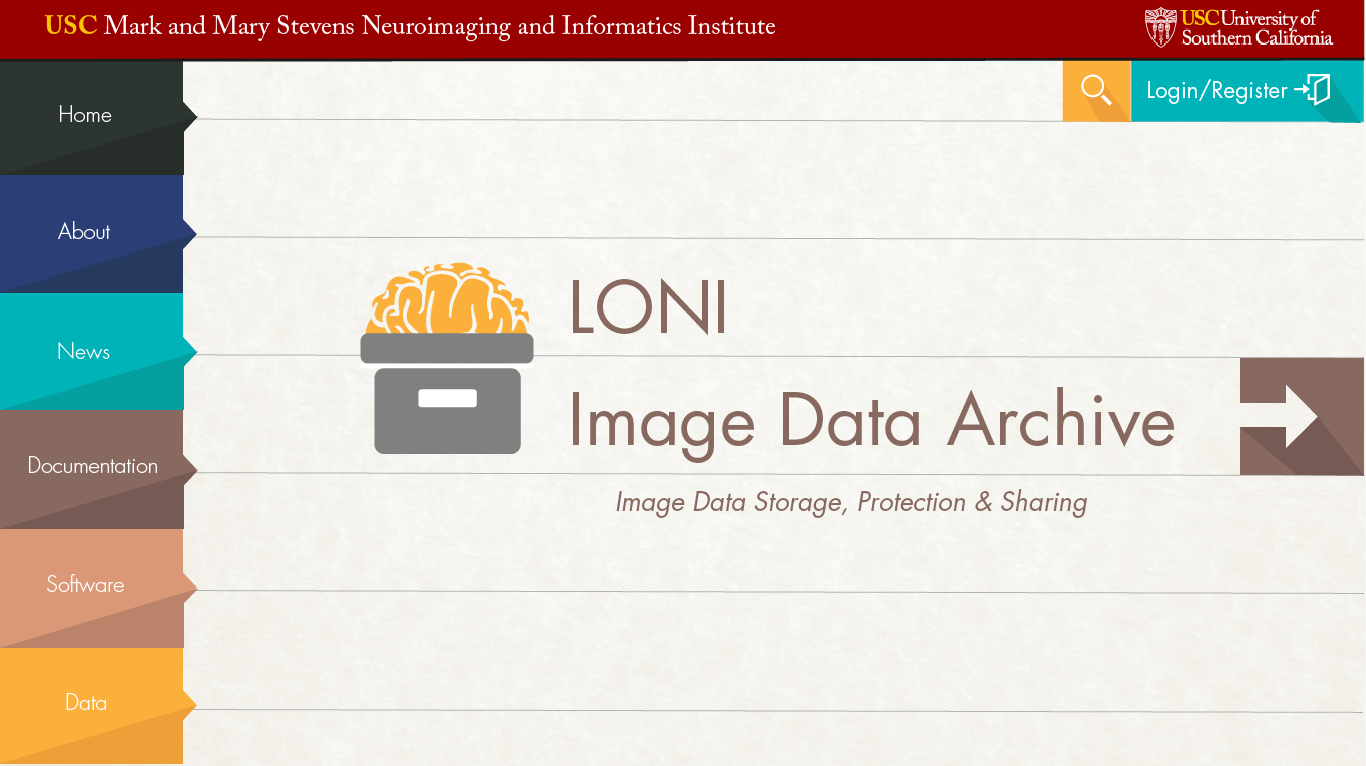 USC Mark and Mary Stevens Neuroimaging and Informatics Institute
USC University of
Southern California
Login/Register
Home
About
News
Documentation
Software
Data
LONI
Image Data Archive
Image Data Storage, Protection & Sharing